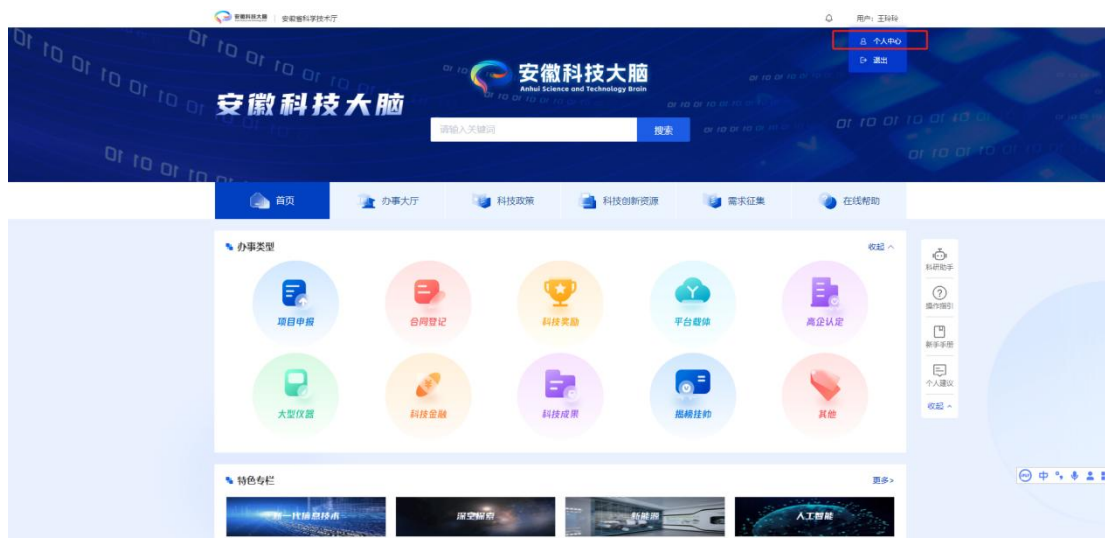 安徽科技大脑 安徽省科学技术厅 用户：王玲玲
个人中心
退出
安徽科技大脑
Anhui Science and Technology Brain
安徽科技大脑
请输入关键词 搜索
首页 办事大厅 科技政策 科技创新资源 需求征集 在线帮助
办事类型 收起
项目申报 合同登记 科技奖励 平台载体 高企认定
大型仪器 科技金融 科技成果 揭榜挂帅 其他
科研助手
操作指引
新手手册
个人建议
收起
特色专栏 更多>
新一代信息技术 深空探索 新能源 人工智能
中